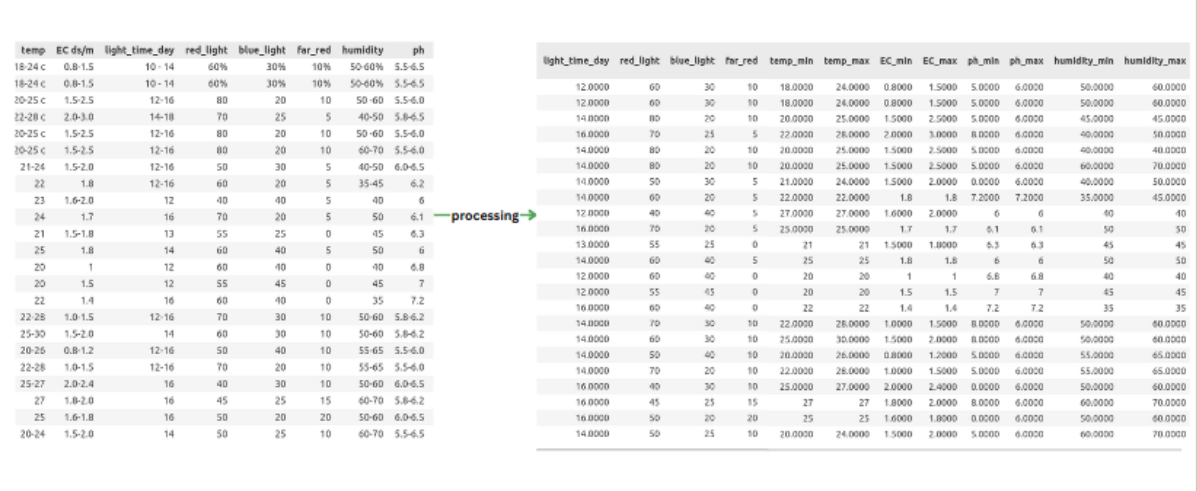 temp EC ds/m light_time_day red_light blue_light far_red humidity ph
18-24 c 0.8-1.5 10 - 14 60% 30% 10% 50-60% 5.5-6.5
18-24 c 0.8-1.5 10 - 14 60% 30% 10% 50-60% 5.5-6.5
20-25 c 1.5-2.5 12-16 80 20 10 50 -60 5.5-6.0
22-28 c 2.0-3.0 14-18 70 25 5 40-50 5.8-6.5
20-25 c 1.5-2.5 12-16 80 20 10 50 -60 5.5-6.0
20-25 c 1.5-2.5 12-16 80 20 10 60-70 5.5-6.0
21-24 1.5-2.0 12-16 50 30 5 40-50 6.0-6.5
22 1.8 12-16 60 20 5 35-45 6.2
23 1.6-2.0 12 40 40 5 40 6
24 1.7 16 70 20 5 50 6.1
21 1.5-1.8 13 55 25 0 45 6.3
25 1.8 14 60 40 5 50 6
20 1 12 60 40 0 40 6.8
20 1.5 12 55 45 0 45 7
22 1.4 16 60 40 0 35 7.2
22-28 1.0-1.5 12-16 70 30 10 50-60 5.8-6.2
25-30 1.5-2.0 14 60 30 10 50-60 5.8-6.2
20-26 0.8-1.2 12-16 50 40 10 55-65 5.5-6.0
22-28 1.0-1.5 12-16 70 20 10 55-65 5.5-6.0
25-27 2.0-2.4 16 40 30 10 50-60 6.0-6.5
27 1.8-2.0 16 45 25 15 60-70 5.8-6.2
25 1.6-1.8 16 50 20 20 50-60 6.0-6.5
20-24 1.5-2.0 14 50 25 10 60-70 5.5-6.5
processing
light_time_day red_light blue_light far_red temp_min temp_max EC_min EC_max ph_min ph_max humidity_min humidity_max
12.0000 60 30 10 18.0000 24.0000 0.8000 1.5000 5.0000 6.0000 50.0000 60.0000
12.0000 60 30 10 18.0000 24.0000 0.8000 1.5000 5.0000 6.0000 50.0000 60.0000
14.0000 80 20 10 20.0000 25.0000 1.5000 2.5000 5.0000 6.0000 45.0000 45.0000
16.0000 70 25 5 22.0000 28.0000 2.0000 3.0000 8.0000 6.0000 40.0000 50.0000
14.0000 80 20 10 20.0000 25.0000 1.5000 2.5000 5.0000 6.0000 40.0000 40.0000
14.0000 80 20 10 20.0000 25.0000 1.5000 2.5000 5.0000 6.0000 60.0000 70.0000
14.0000 50 30 5 21.0000 24.0000 1.5000 2.0000 0.0000 6.0000 40.0000 50.0000
14.0000 60 20 5 22.0000 22.0000 1.8 1.8 7.2000 7.2000 35.0000 45.0000
12.0000 40 40 5 27.0000 27.0000 1.6000 2.0000 6 6 40 40
16.0000 70 20 5 25.0000 25.0000 1.7 1.7 6.1 6.1 50 50
13.0000 55 25 0 21 21 1.5000 1.8000 6.3 6.3 45 45
14.0000 60 40 5 25 25 1.8 1.8 6 6 50 50
12.0000 60 40 0 20 20 1 1 6.8 6.8 40 40
12.0000 55 45 0 20 20 1.5 1.5 7 7 45 45
16.0000 60 40 0 22 22 1.4 1.4 7.2 7.2 35 35
14.0000 70 30 10 22.0000 28.0000 1.0000 1.5000 8.0000 6.0000 50.0000 60.0000
14.0000 60 30 10 25.0000 30.0000 1.5000 2.0000 8.0000 6.0000 50.0000 60.0000
14.0000 50 40 10 20.0000 26.0000 0.8000 1.2000 5.0000 6.0000 55.0000 65.0000
14.0000 70 20 10 22.0000 28.0000 1.0000 1.5000 5.0000 6.0000 55.0000 65.0000
16.0000 40 30 10 25.0000 27.0000 2.0000 2.4000 0.0000 6.0000 50.0000 60.0000
16.0000 45 25 15 27 27 1.8000 2.0000 8.0000 6.0000 60.0000 70.0000
16.0000 50 20 20 25 25 1.6000 1.8000 0.0000 6.0000 50.0000 60.0000
14.0000 50 25 10 20.0000 24.0000 1.5000 2.0000 5.0000 6.0000 60.0000 70.0000